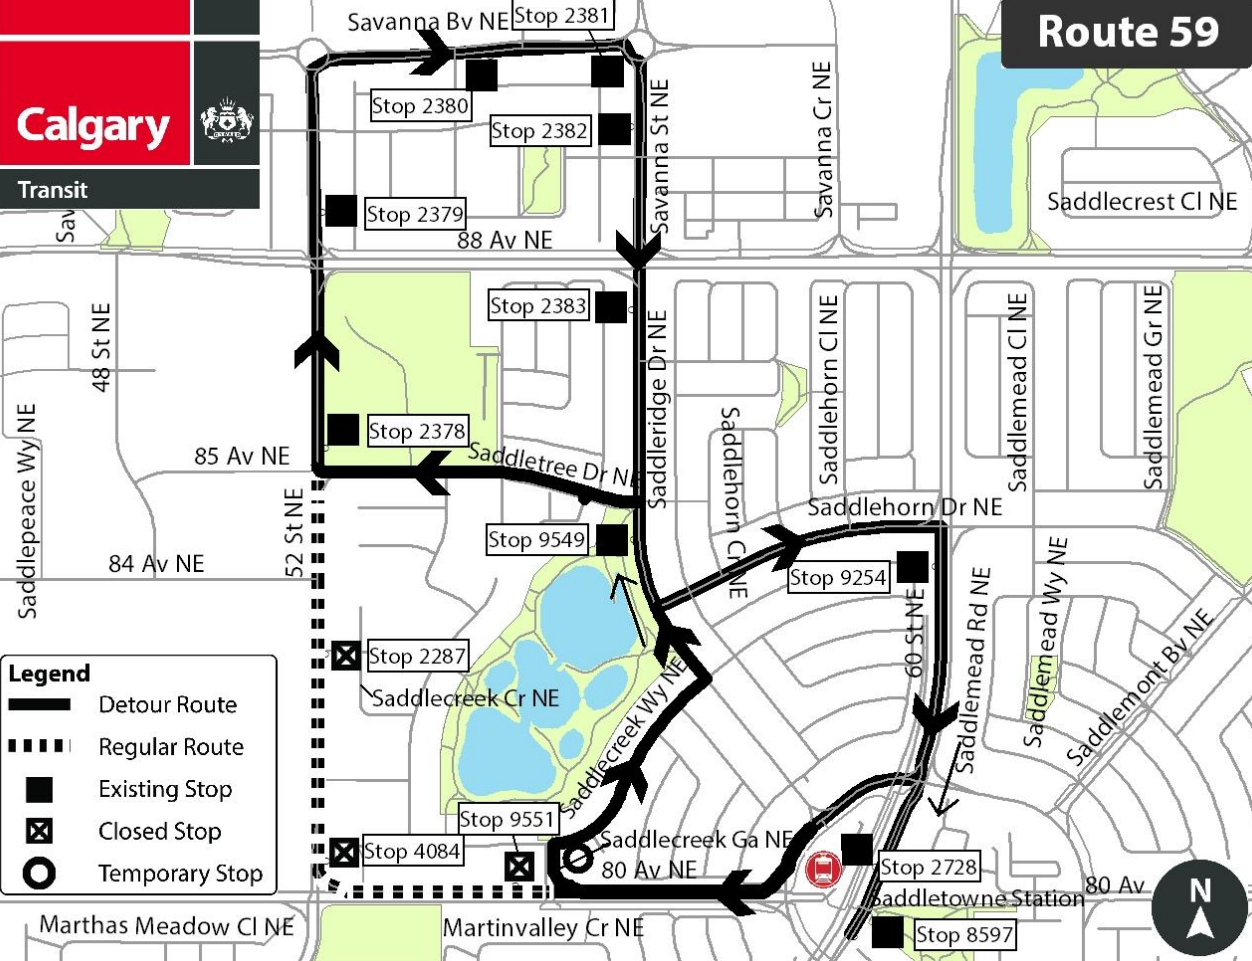 Calgary
Transit
Route 59
Savanna Bv NE
Stop 2381
Stop 2380
Stop 2382
Savanna St NE
Savanna Cr NE
Saddlecrest Cl NE
Sav
Stop 2379
88 Av NE
Stop 2383
48 St NE
Saddleridge Dr NE
Saddlehorn Cl NE
Saddlemead Cl NE
Saddlemead Gr NE
Saddlepeace Wy NE
Stop 2378
85 Av NE
Saddletree Dr NE
Saddlehorn Cr NE
Saddlehorn Dr NE
52 St NE
84 Av NE
Stop 9549
Stop 9254
60 St NE
Saddlemead Rd NE
Saddlemead Wy NE
Saddlemont Bv NE
Stop 2287
Saddlecreek Cr NE
Saddlecreek Wy NE
Stop 9551
Saddlecreek Ga NE
Stop 4084
80 Av NE
Stop 2728
Saddletowne Station
80 Av
Stop 8597
Marthas Meadow Cl NE
Martinvalley Cr NE
N
Legend
Detour Route
Regular Route
Existing Stop
Closed Stop
Temporary Stop